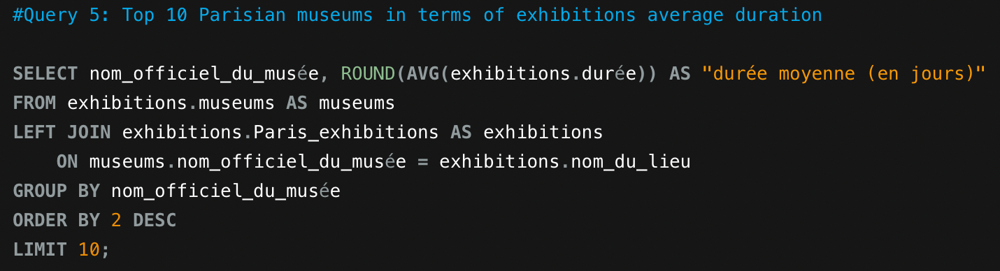 #Query 5: Top 10 Parisian museums in terms of exhibitions average duration
SELECT nom_officiel_du_musée, ROUND(AVG(exhibitions.durée)) AS "durée moyenne (en jours)"
FROM exhibitions.museums AS museums
LEFT JOIN exhibitions.Paris_exhibitions AS exhibitions
    ON museums.nom_officiel_du_musée = exhibitions.nom_du_lieu
GROUP BY nom_officiel_du_musée
ORDER BY 2 DESC
LIMIT 10;